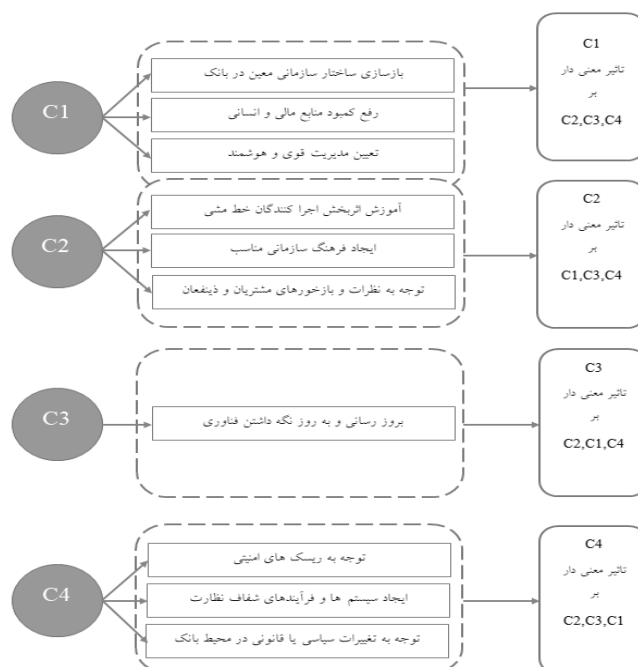 C1
بازسازی ساختار سازمانی معین در بانک
رفع کمبود منابع مالی و انسانی
تعیین مدیریت قوی و هوشمند
C1
تاثیر معنی دار
بر
C2,C3,C4
C2
آموزش اثربخش اجرا کنندگان خط مشی
ایجاد فرهنگ سازمانی مناسب
توجه به نظرات و بازخورهای مشتریان و ذینفعان
C2
تاثیر معنی دار
بر
C1,C3,C4
C3
بروز رسانی و به روز نگه داشتن فناوری
C3
تاثیر معنی دار
بر
C2,C1,C4
C4
توجه به ریسک های امنیتی
ایجاد سیستم ها و فرآیندهای شفاف نظارت
توجه به تغییرات سیاسی یا قانونی در محیط بانک
C4
تاثیر معنی دار
بر
C2,C3,C1